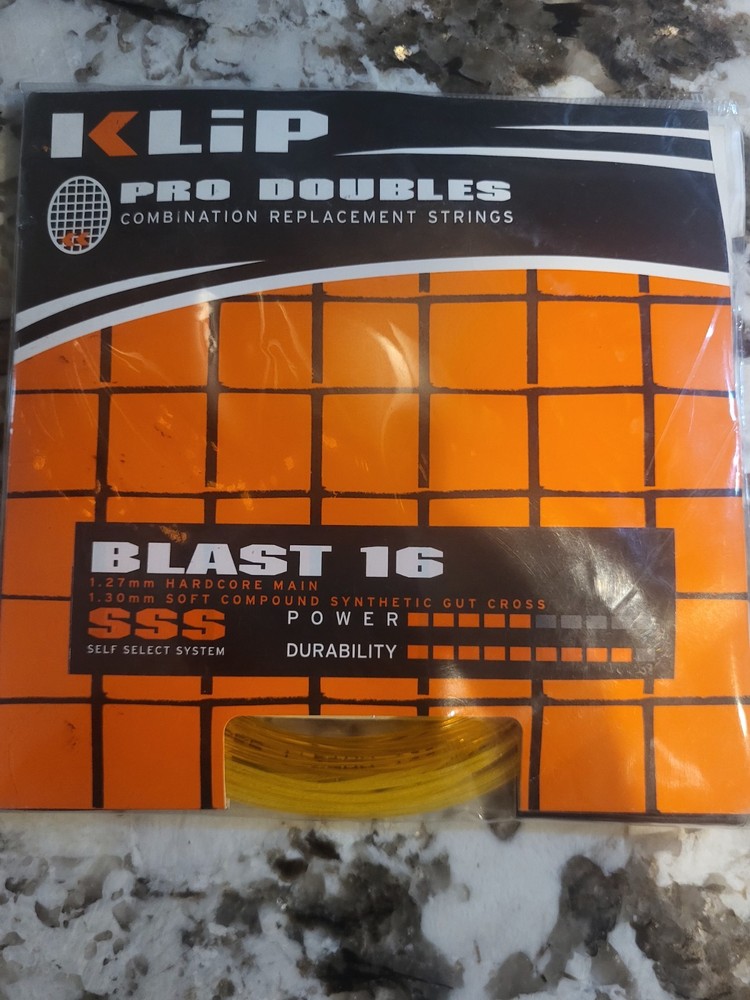 KLiP
PRO DOUBLES
COMBINATION REPLACEMENT STRINGS
BLAST 16
1.27mm HARDCORE MAIN
1.30mm SOFT COMPOUND SYNTHETIC GUT CROSS
SSS
SELF SELECT SYSTEM
POWER
DURABILITY